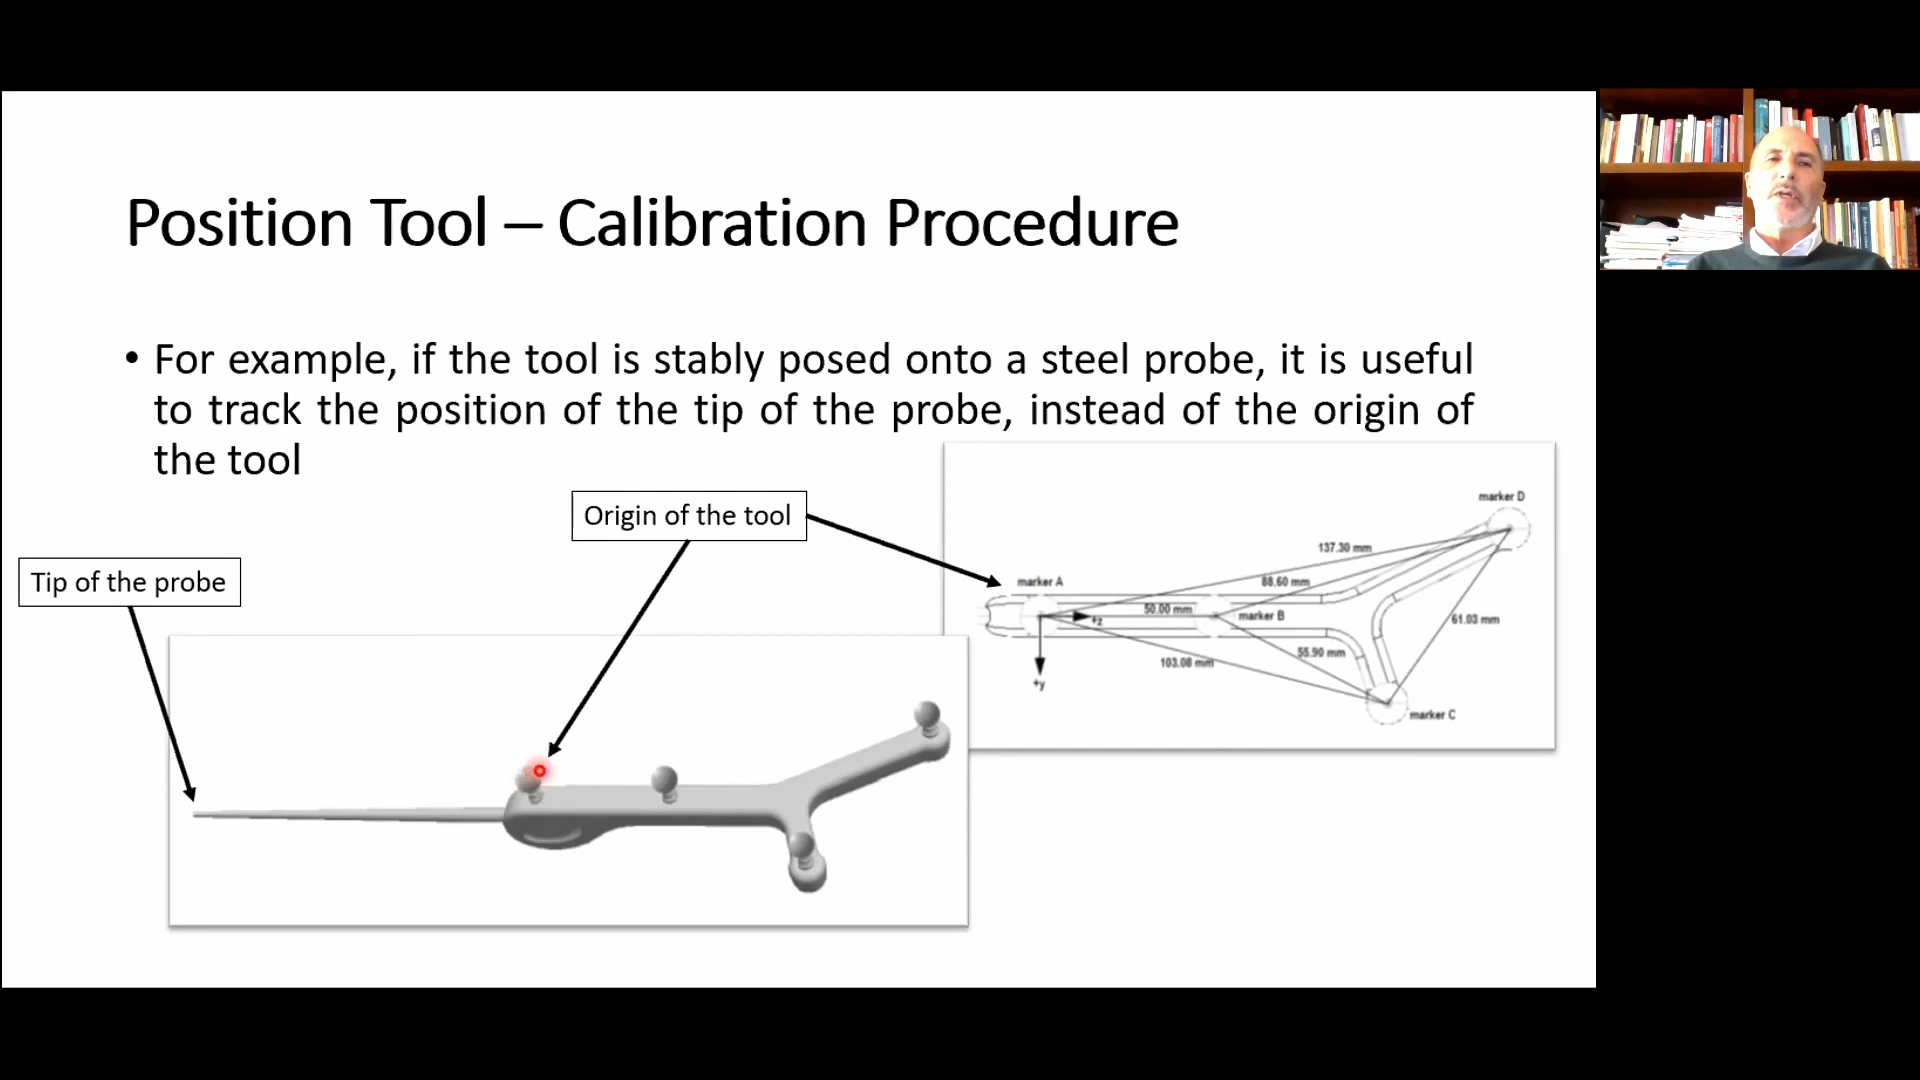 Position Tool – Calibration Procedure
• For example, if the tool is stably posed onto a steel probe, it is useful
to track the position of the tip of the probe, instead of the origin of
the tool
Origin of the tool
Tip of the probe
marker D
137.30 mm
88.60 mm
marker A
50.00 mm
+z
marker B
61.03 mm
55.90 mm
103.08 mm
+y
marker C